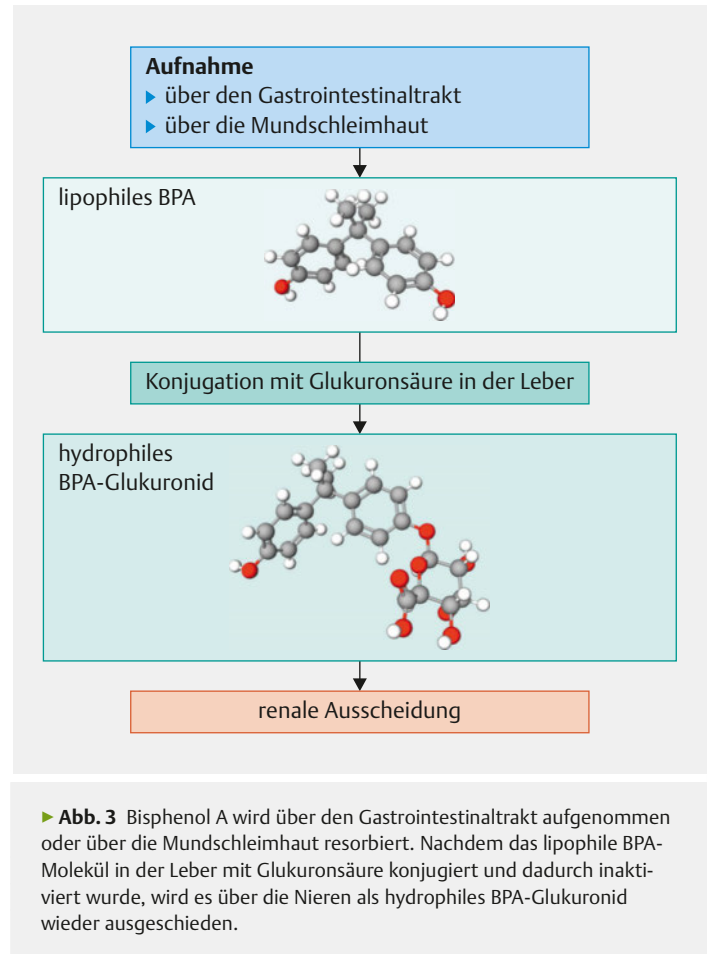 Aufnahme
▶ über den Gastrointestinaltrakt
▶ über die Mundschleimhaut
lipophiles BPA
Konjugation mit Glukuronsäure in der Leber
hydrophiles
BPA-Glukuronid
renale Ausscheidung
▶ Abb. 3 Bisphenol A wird über den Gastrointestinaltrakt aufgenommen
oder über die Mundschleimhaut resorbiert. Nachdem das lipophile BPA-
Molekül in der Leber mit Glukuronsäure konjugiert und dadurch inakti-
viert wurde, wird es über die Nieren als hydrophiles BPA-Glukuronid
wieder ausgeschieden.